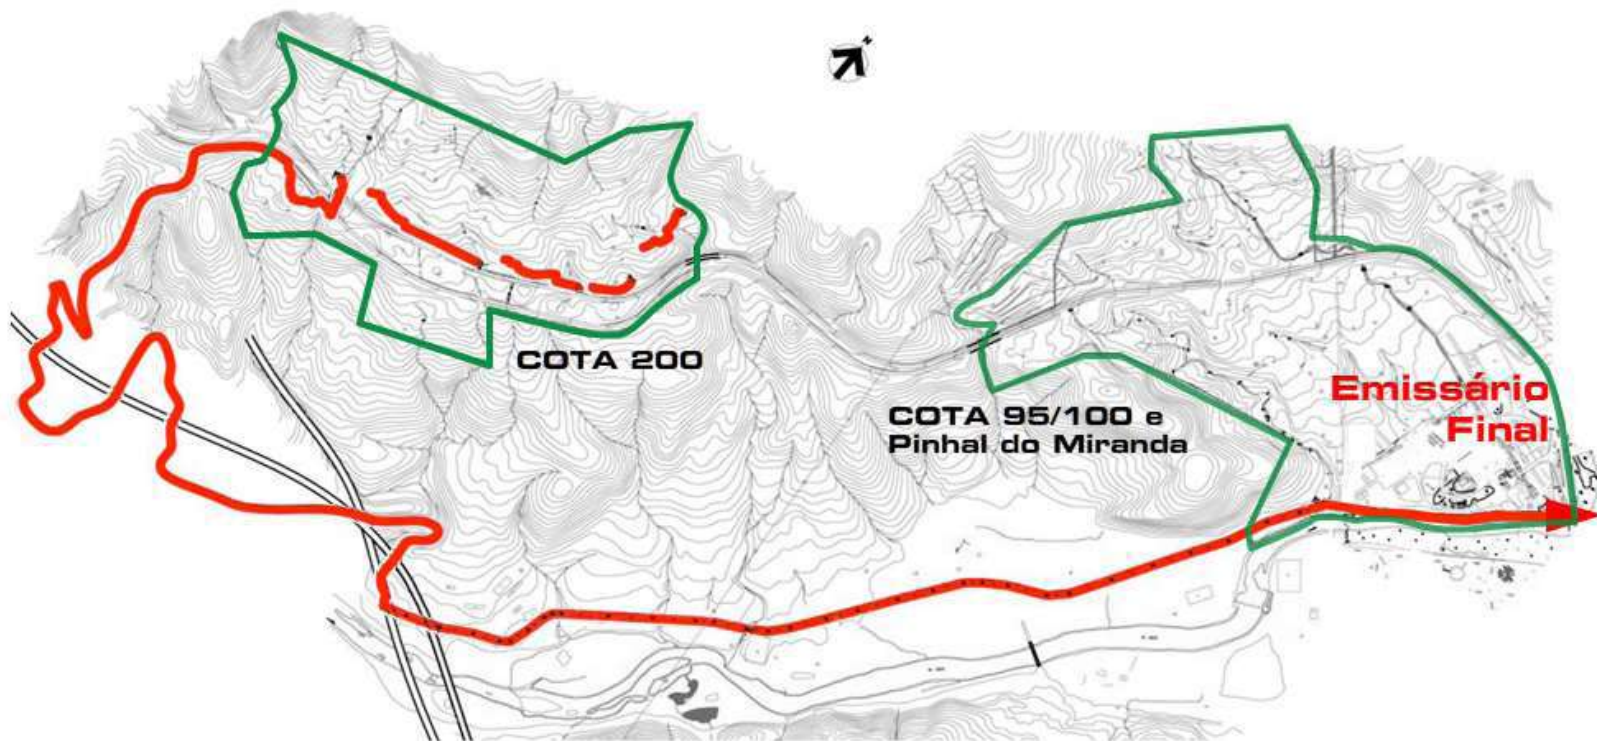 N
COTA 200
COTA 95/100 e
Pinhal do Miranda
Emissário
Final